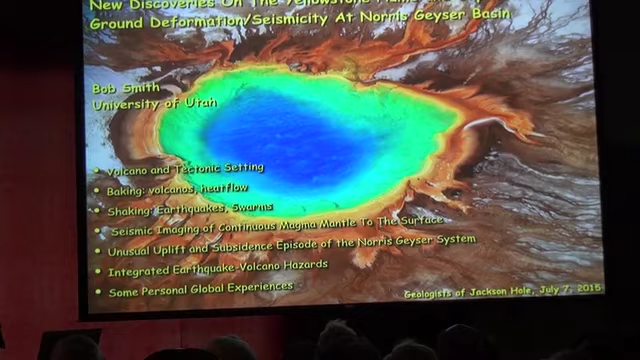 New Discoveries On The Yellowstone
Ground Deformation/Seismicity At Norris Geyser Basin
Bob Smith
University of Utah
• Volcano and Tectonic Setting
• Baking: volcanos, heatflow
• Shaking: Earthquakes, Swarms
• Seismic Imaging of Continuous Magma Mantle To The Surface
• Unusual Uplift and Subsidence Episode of the Norris Geyser System
• Integrated Earthquake-Volcano Hazards
• Some Personal Global Experiences
Geologists of Jackson Hole, July 7, 2015